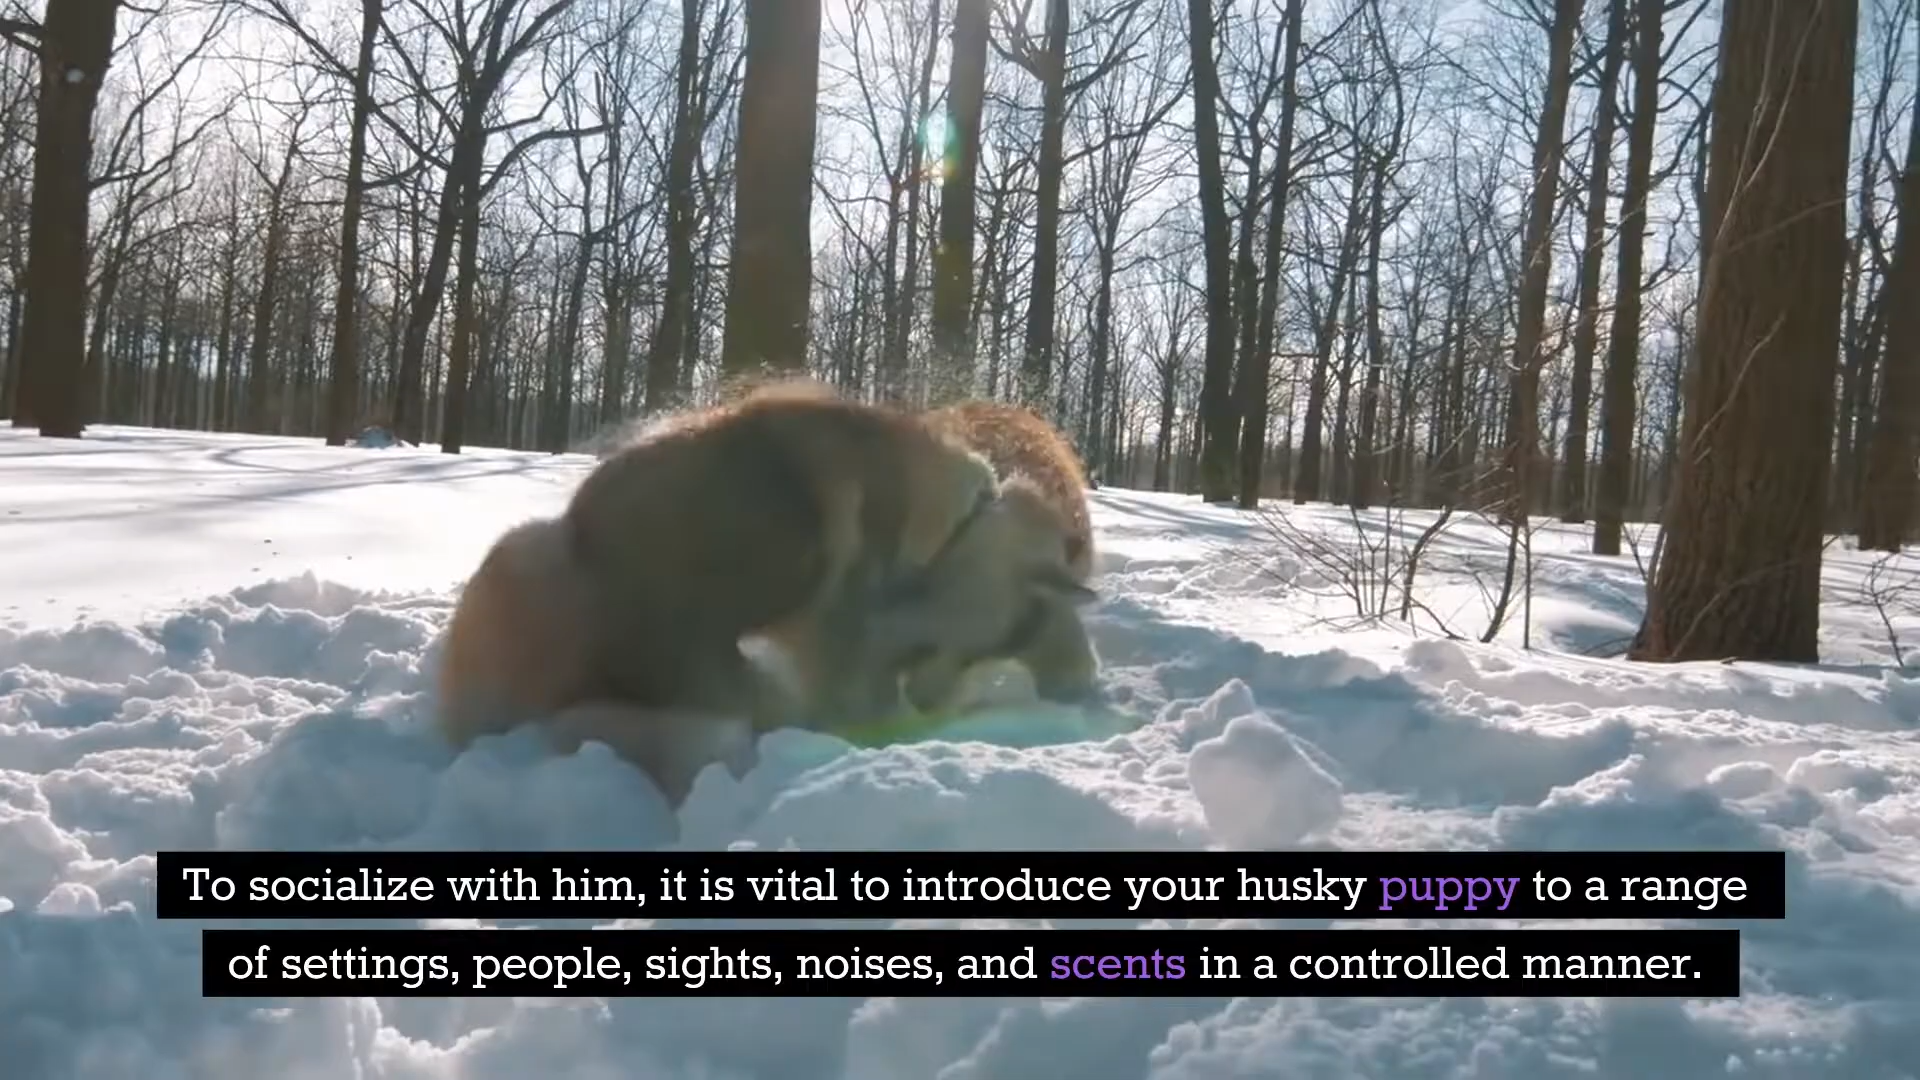 To socialize with him, it is vital to introduce your husky puppy to a range
of settings, people, sights, noises, and scents in a controlled manner.